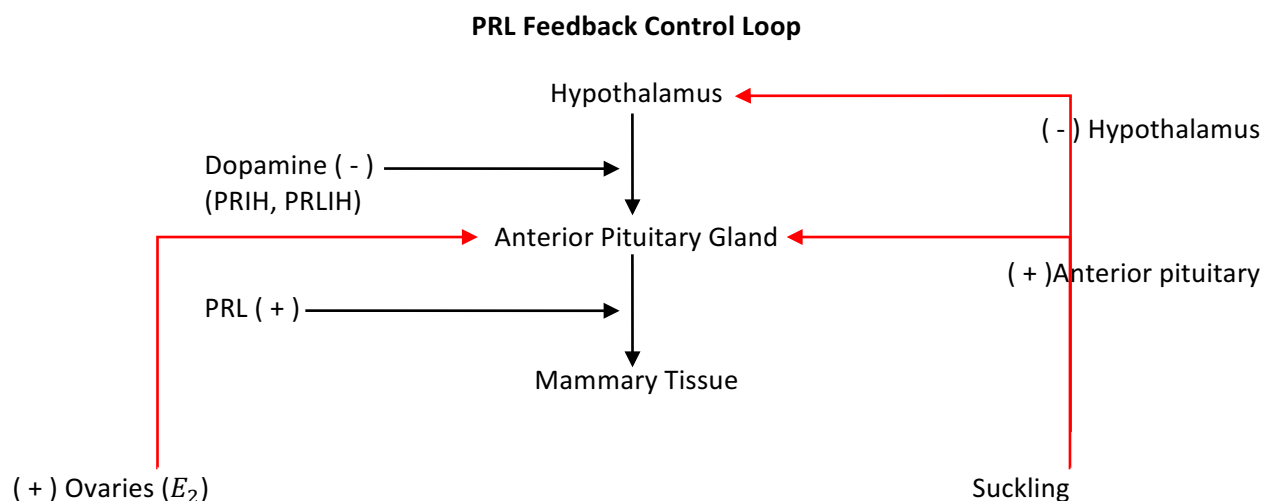 PRL Feedback Control Loop
Hypothalamus
( - ) Hypothalamus
Dopamine ( - )
(PRIH, PRLIH)
Anterior Pituitary Gland
( + )Anterior pituitary
PRL ( + )
Mammary Tissue
( + ) Ovaries (𝐸₂)
Suckling